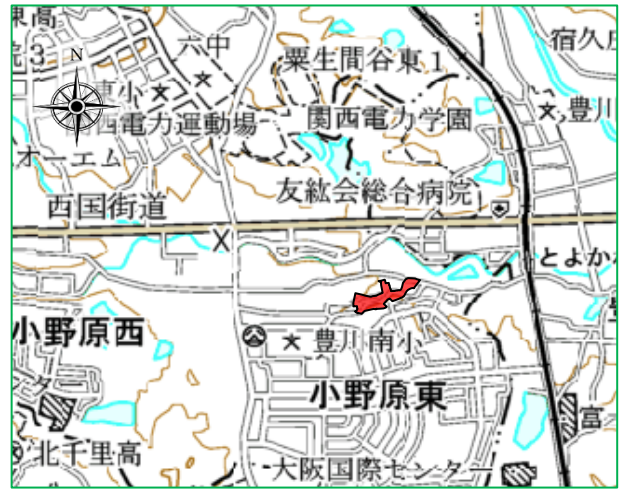 東高
六中
宿久庄
院3
N
粟生間谷東1
東小
豊川
西電力運動場
関西電力学園
オーエム
友紘会総合病院
西国街道
X
とよかわ
小野原西
豊川南小
小野原東
北千里高
富
大阪国際センター